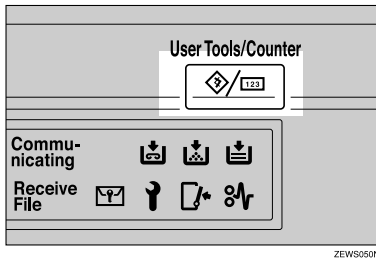 User Tools/Counter
123
Commu-
nicating
Receive
File
ZEWS050N